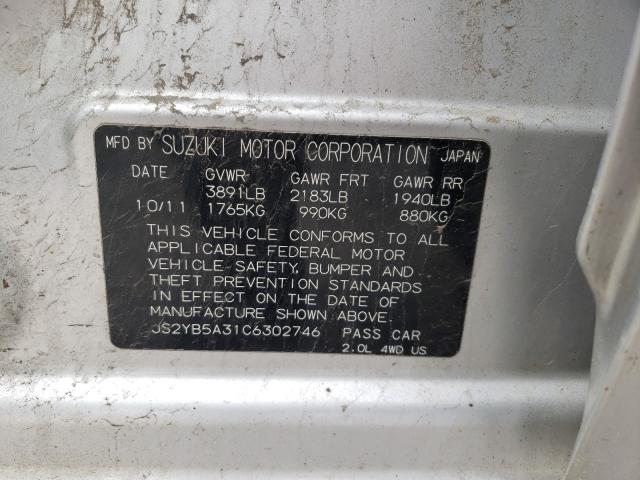 MFD BY SUZUKI MOTOR CORPORATION JAPAN
DATE GVWR GAWR FRT GAWR RR
3891LB 2183LB 1940LB
10/11 1765KG 990KG 880KG
THIS VEHICLE CONFORMS TO ALL
APPLICABLE FEDERAL MOTOR
VEHICLE SAFETY, BUMPER AND
THEFT PREVENTION STANDARDS
IN EFFECT ON THE DATE OF
MANUFACTURE SHOWN ABOVE.
JS2YB5A31C6302746 PASS CAR
2.0L 4WD US